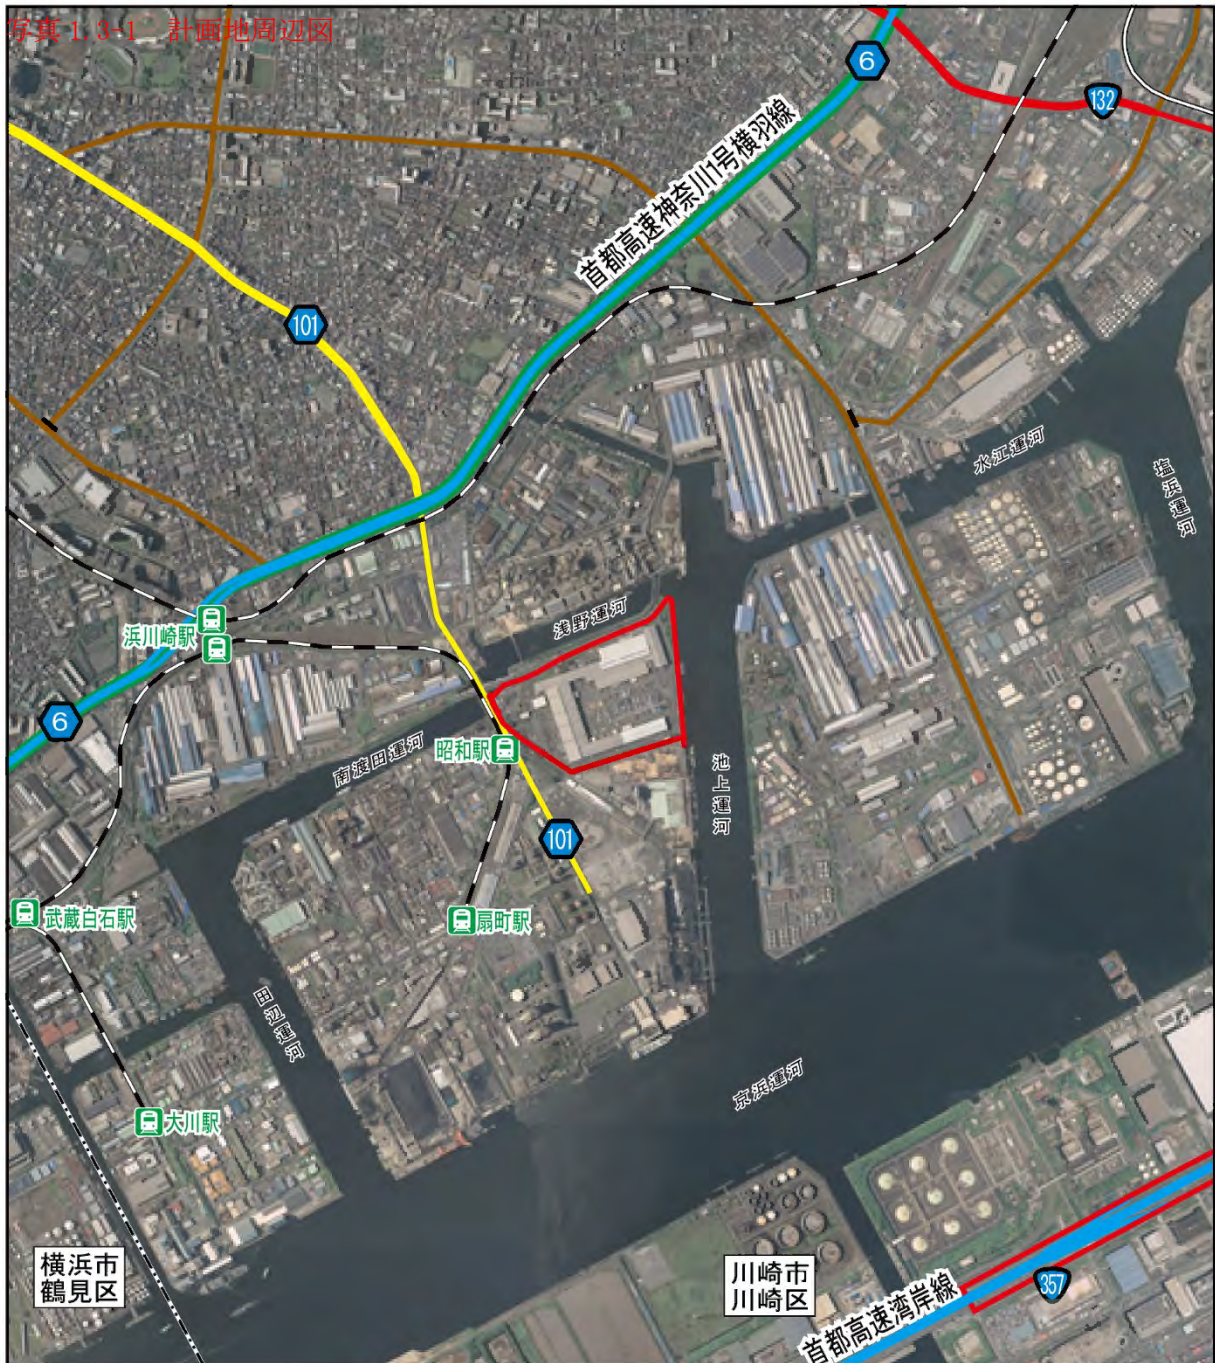 写真 1.3-1　計画地周辺図
6
132
首都高速神奈川1号横羽線
101
水江運河
塩浜運河
浅野運河
浜川崎駅
6
昭和駅
南渡田運河
池上運河
101
武蔵白石駅
扇町駅
田辺運河
京浜運河
大川駅
横浜市
鶴見区
川崎市
川崎区
357
首都高速湾岸線